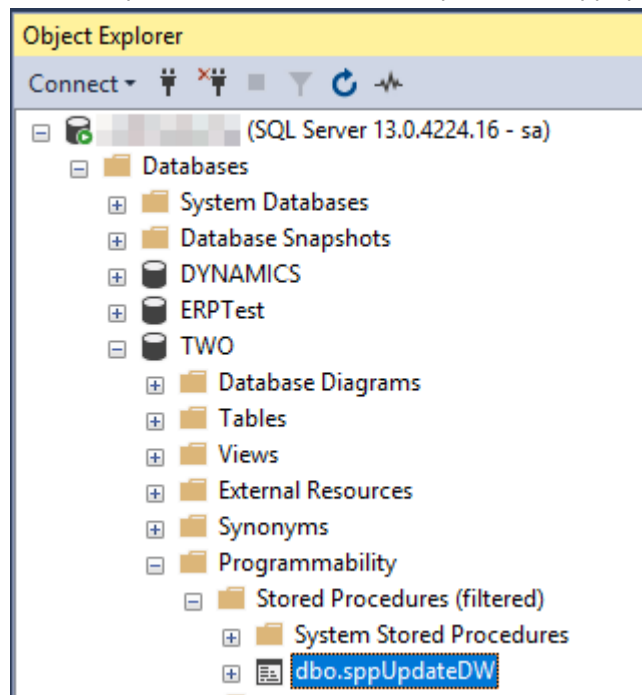 Object Explorer
Connect
(SQL Server 13.0.4224.16 - sa)
Databases
System Databases
Database Snapshots
DYNAMICS
ERPTest
TWO
Database Diagrams
Tables
Views
External Resources
Synonyms
Programmability
Stored Procedures (filtered)
System Stored Procedures
dbo.sppUpdateDW